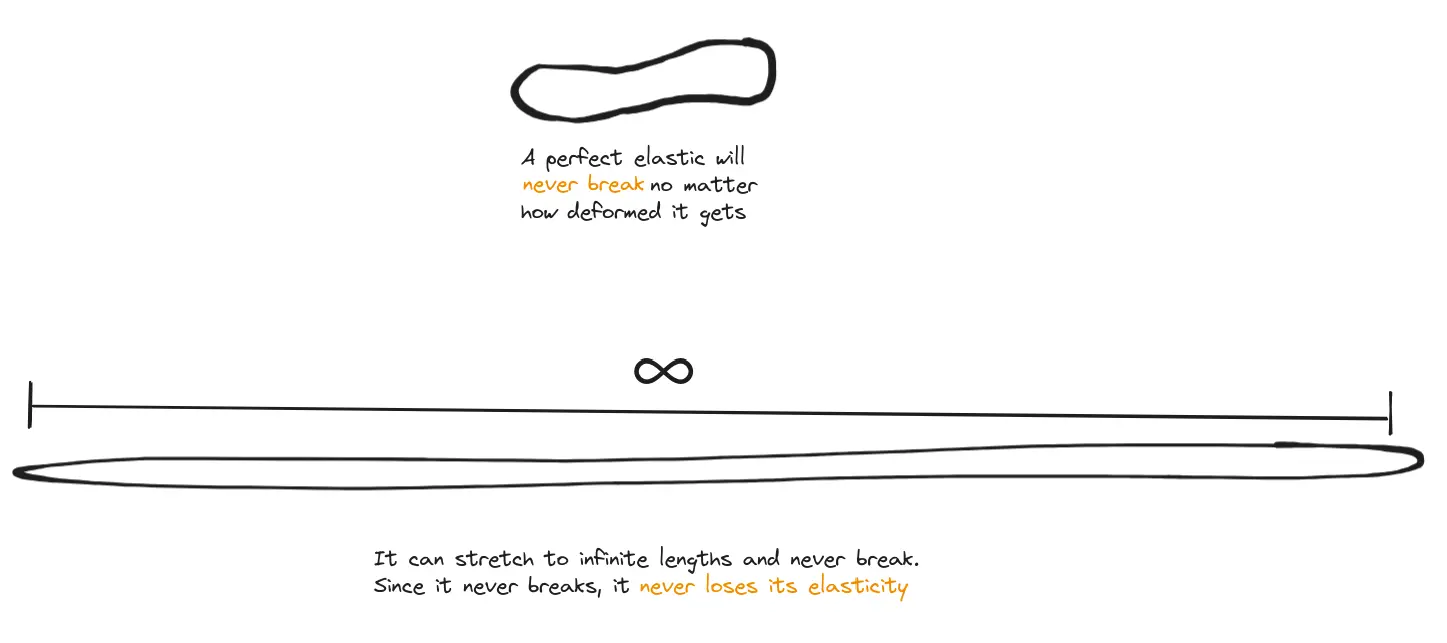 A perfect elastic will
never break no matter
how deformed it gets
∞
It can stretch to infinite lengths and never break.
Since it never breaks, it never loses its elasticity